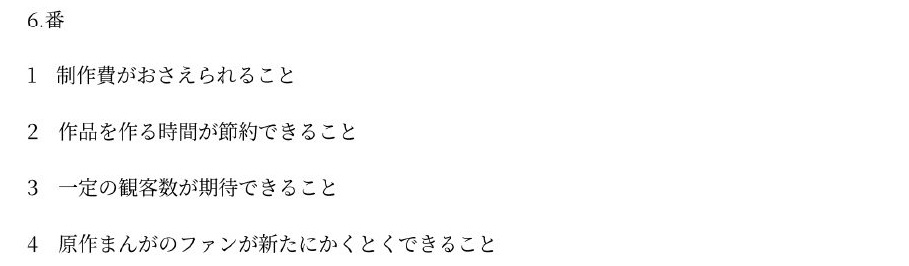 6.番
1 制作費がおさえられること
2 作品を作る時間が節約できること
3 一定の観客数が期待できること
4 原作まんがのファンが新たにかくとくできること